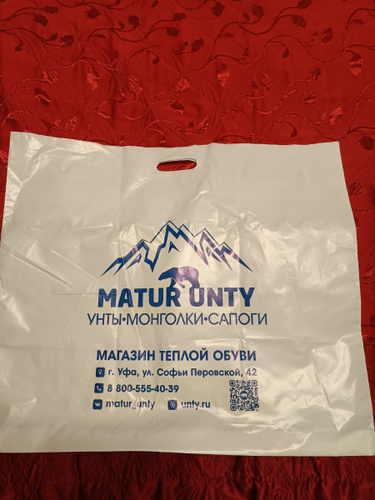 MATUR UNTY
УНТЫ•МОНГОЛКИ•САПОГИ
МАГАЗИН ТЕПЛОЙ ОБУВИ
г. Уфа, ул. Софьи Перовской, 42
8 800-555-40-39
matur_unty unty.ru